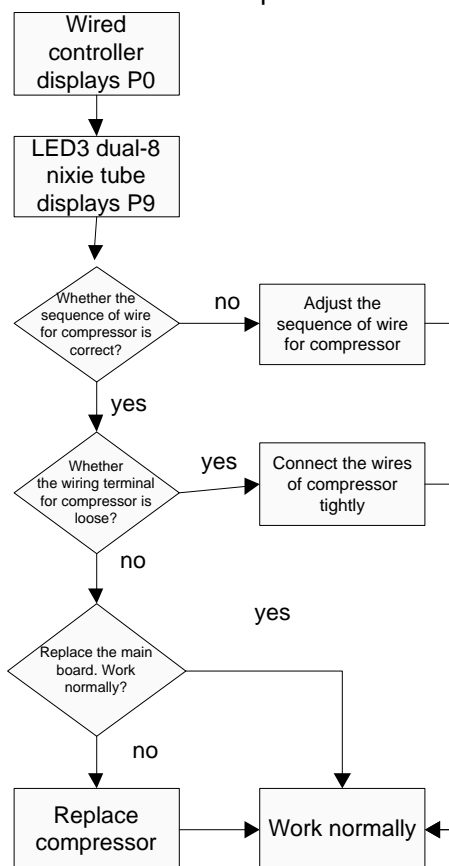 Wired
controller
displays P0
LED3 dual-8
nixie tube
displays P9
Whether the
sequence of wire
for compressor is
correct?
no
Adjust the
sequence of wire
for compressor
yes
Whether
the wiring terminal
for compressor is
loose?
yes
Connect the wires
of compressor
tightly
no
yes
Replace the main
board. Work
normally?
no
Replace
compressor
Work normally